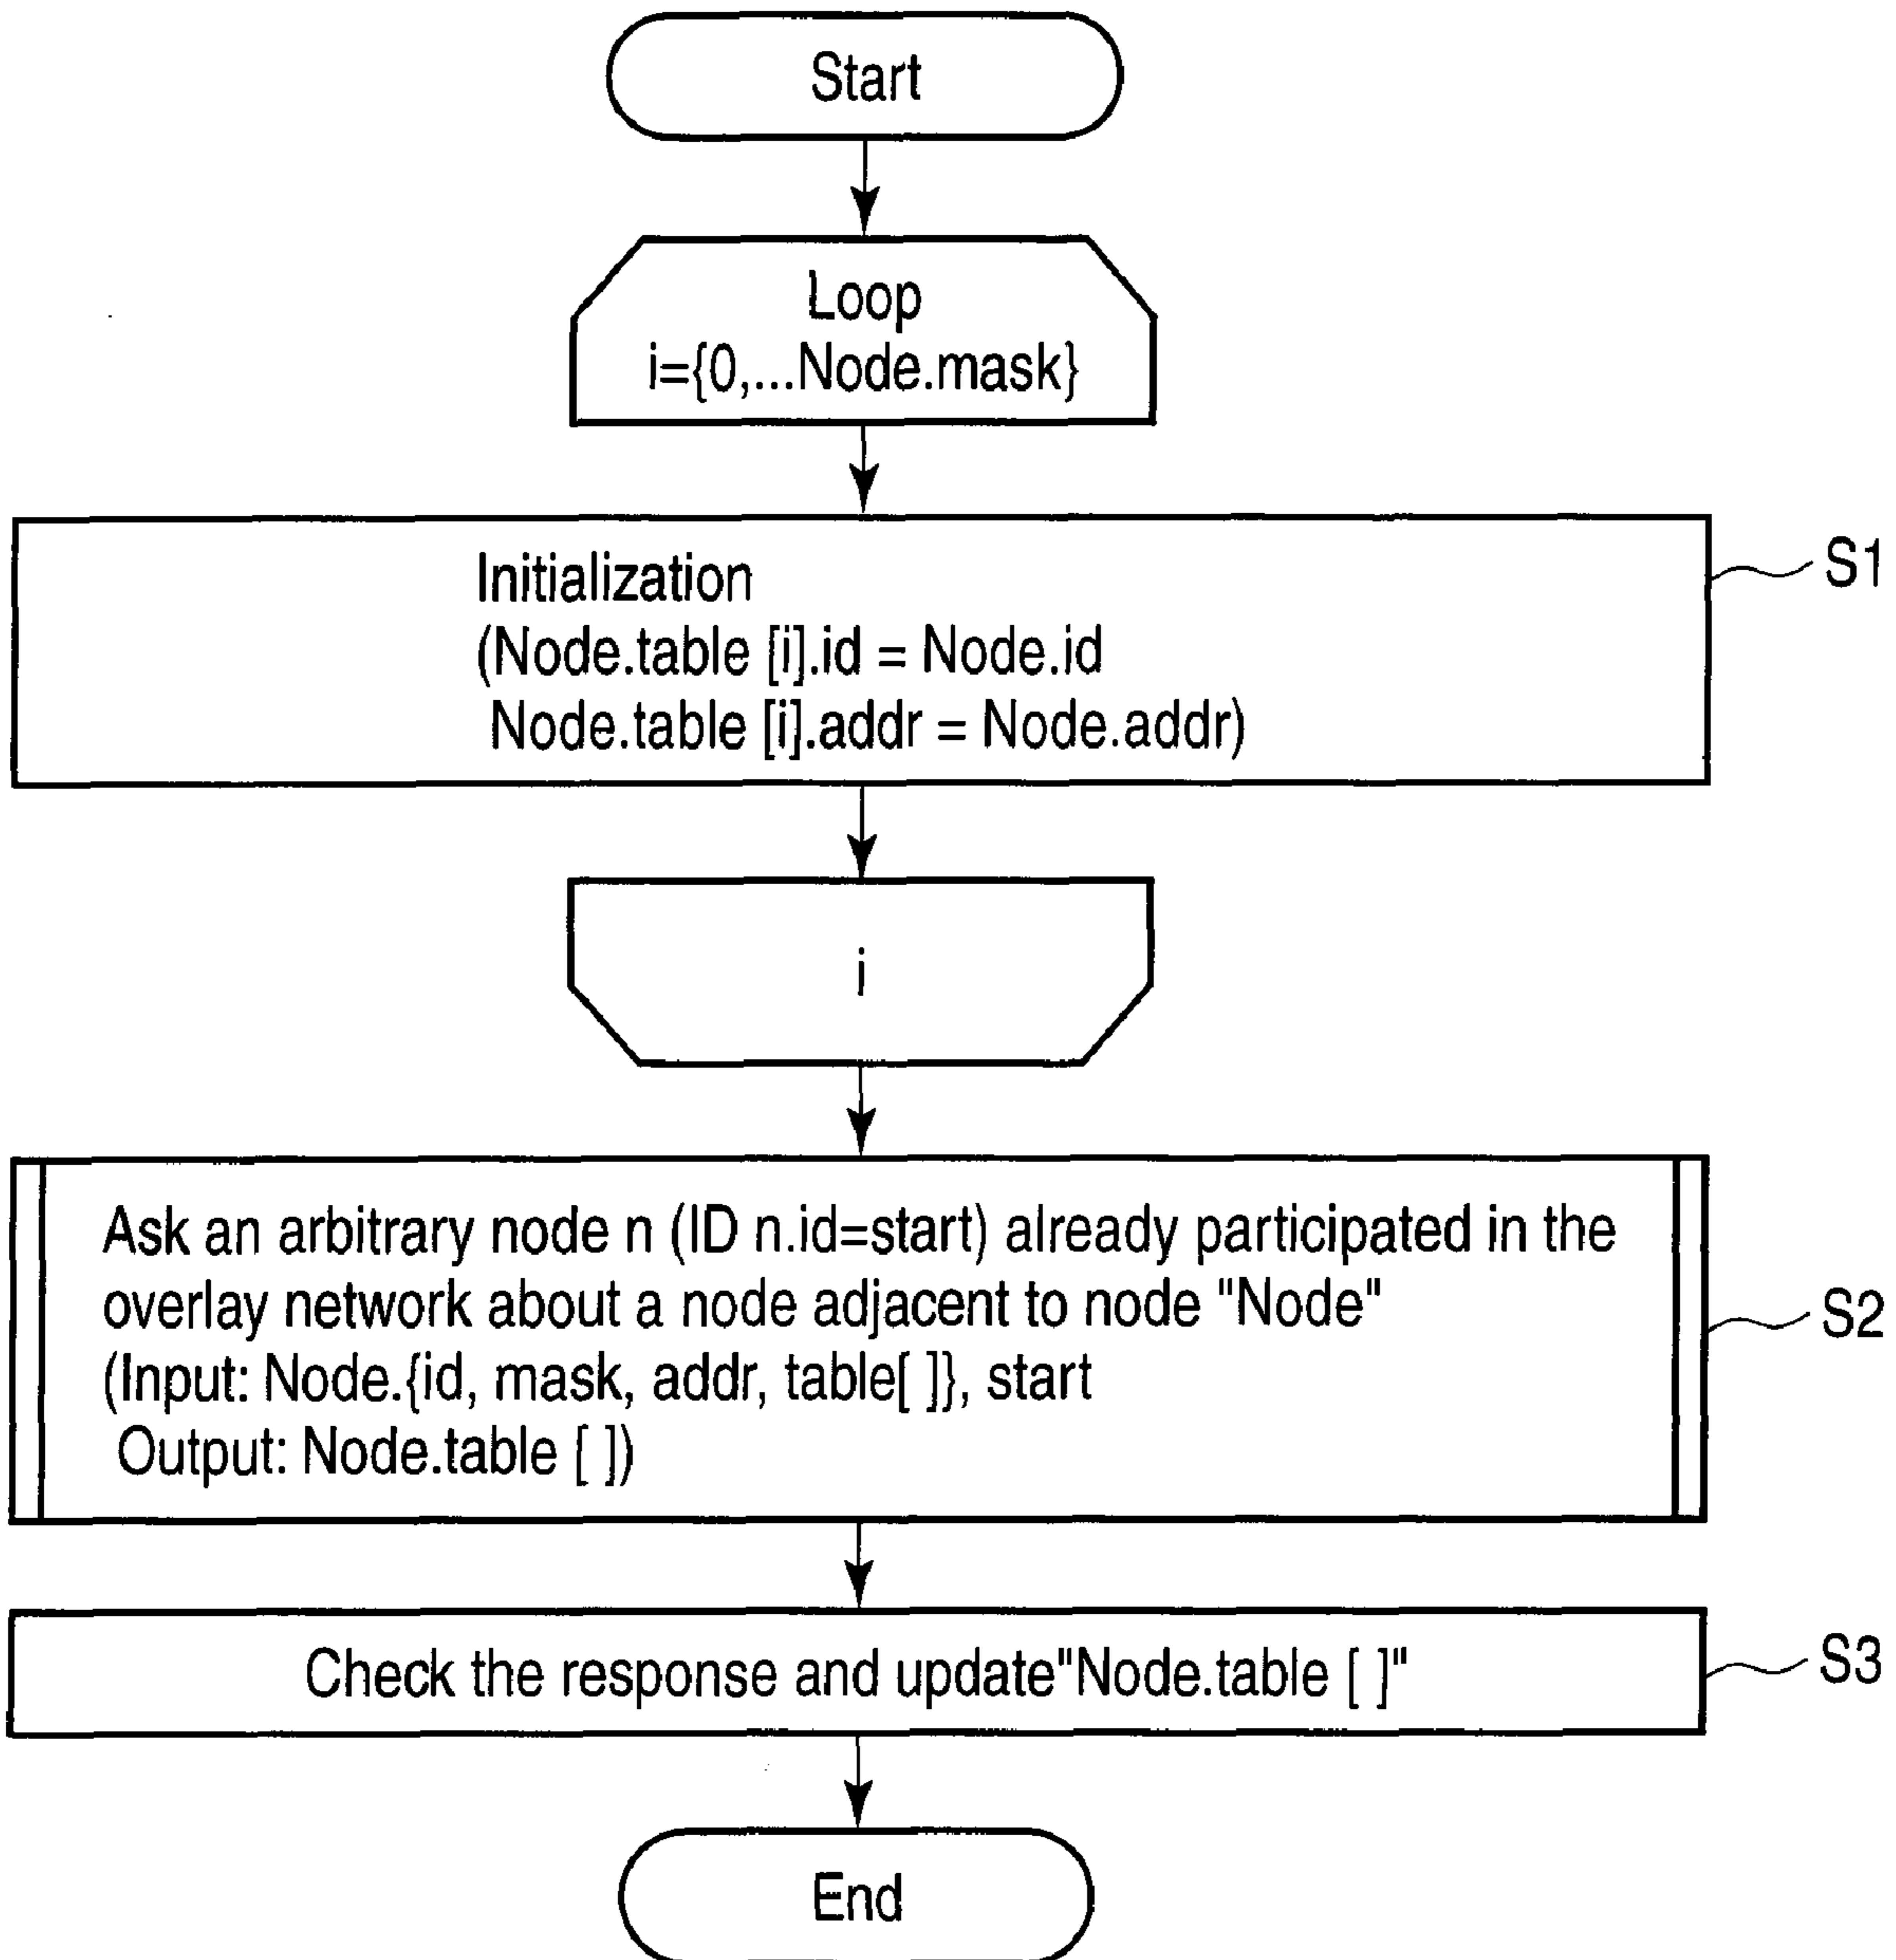 Start
Loop
i={0,...Node.mask}
Initialization
(Node.table [i].id = Node.id
Node.table [i].addr = Node.addr)
S1
i
Ask an arbitrary node n (ID n.id=start) already participated in the
overlay network about a node adjacent to node "Node"
(Input: Node.{id, mask, addr, table[ ]}, start
Output: Node.table [ ])
S2
Check the response and update"Node.table [ ]"
S3
End